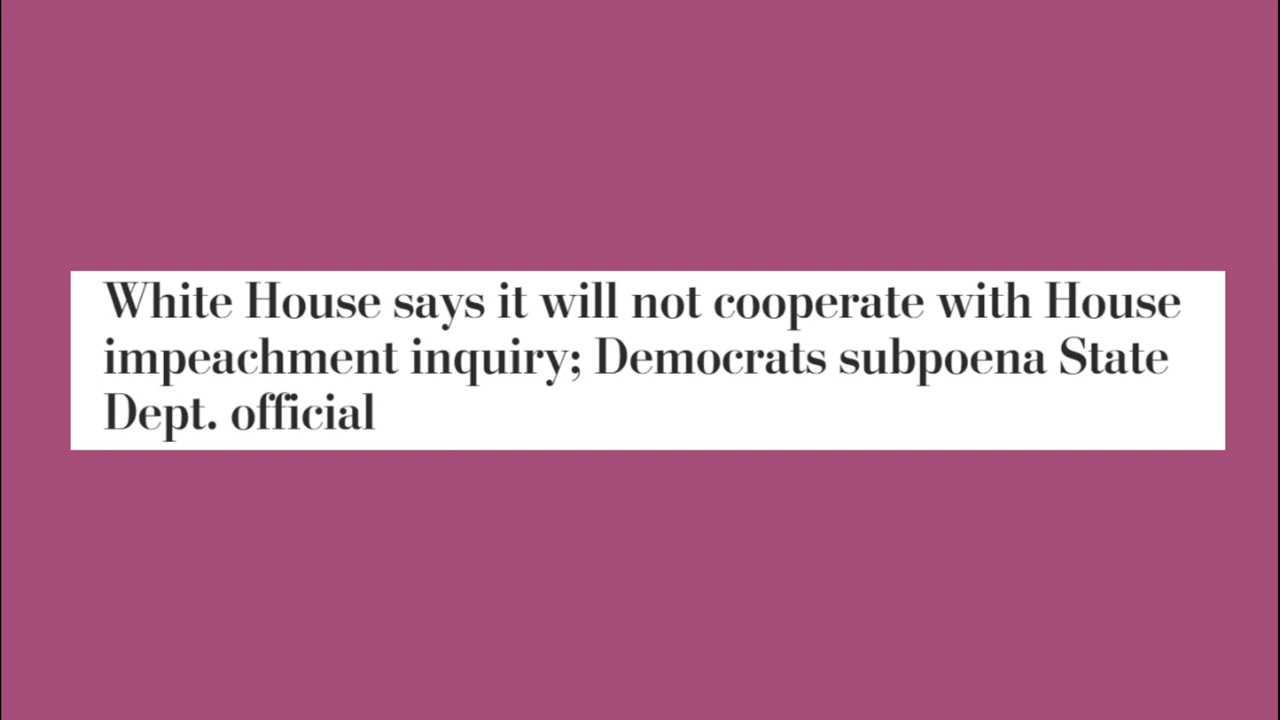 White House says it will not cooperate with House
impeachment inquiry; Democrats subpoena State
Dept. official